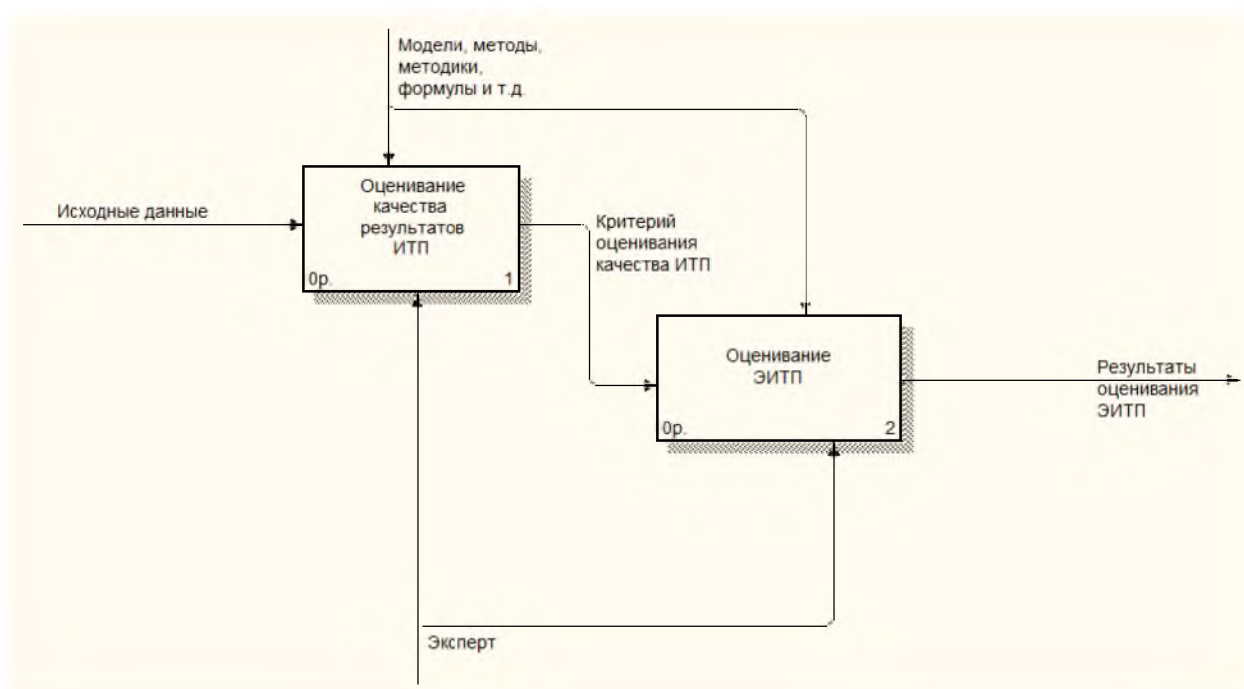 Модели, методы,
методики,
формулы и т.д.
Оценивание
качества
результатов
ИТП
0р.
1
Исходные данные
Критерий
оценивания
качества ИТП
Оценивание
ЭИТП
0р.
2
Результаты
оценивания
ЭИТП
Эксперт